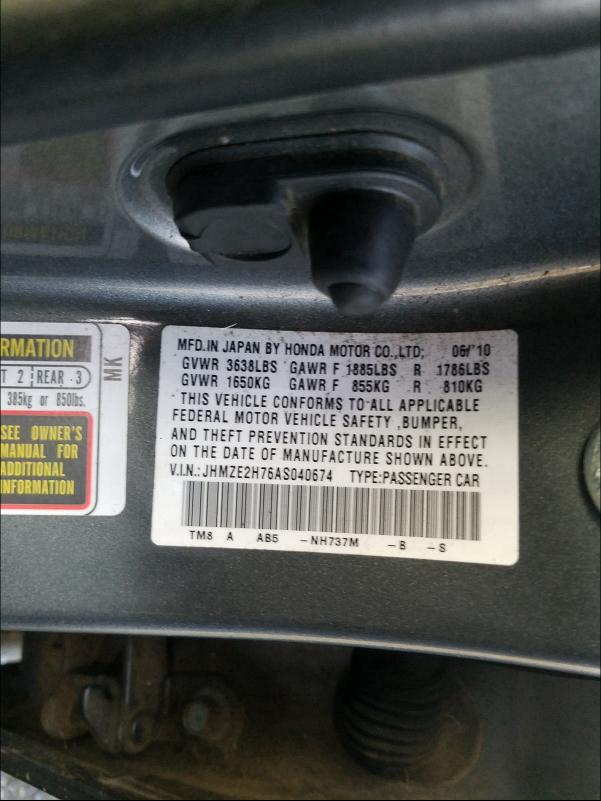 RMATION
T 2 REAR 3
385kg or 850lbs.
SEE OWNER'S
MANUAL FOR
ADDITIONAL
INFORMATION
MK
MFD.IN JAPAN BY HONDA MOTOR CO.,LTD; 06/'10
GVWR 3638LBS GAWR F 1885LBS R 1786LBS
GVWR 1650KG GAWR F 855KG R 810KG
THIS VEHICLE CONFORMS TO ALL APPLICABLE
FEDERAL MOTOR VEHICLE SAFETY ,BUMPER,
AND THEFT PREVENTION STANDARDS IN EFFECT
ON THE DATE OF MANUFACTURE SHOWN ABOVE.
V.I.N.:JHMZE2H76AS040674 TYPE:PASSENGER CAR
TM8 A AB5 -NH737M -B -S